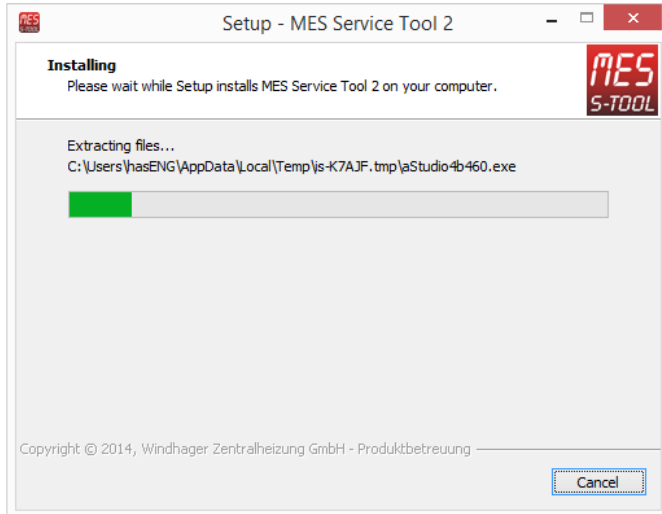 MES
S-TOOL
Setup - MES Service Tool 2
Installing
Please wait while Setup installs MES Service Tool 2 on your computer.
MES
S-TOOL
Extracting files...
C:\Users\hasENG\AppData\Local\Temp\is-K7AJF.tmp\aStudio4b460.exe
Copyright © 2014, Windhager Zentralheizung GmbH - Produktbetreuung
Cancel